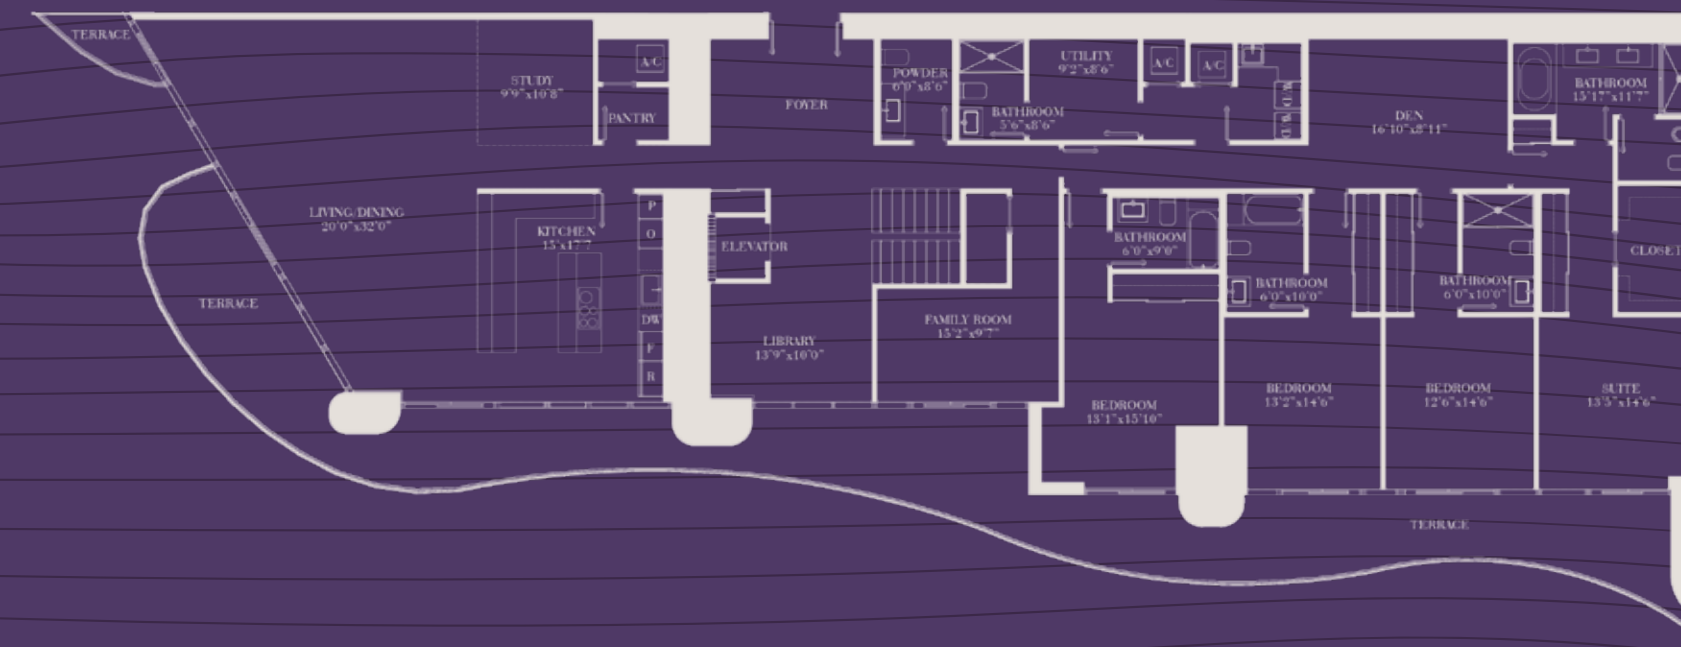 TERRACE
STUDY
9'9"x10'8"
A/C
PANTRY
FOYER
POWDER
6'0"x8'6"
BATHROOM
5'6"x8'6"
UTILITY
9'2"x8'6"
A/C
A/C
DEN
16'10"x8'11"
BATHROOM
15'17"x11'7"
LIVING/DINING
20'0"x32'0"
KITCHEN
15'x17'7
P
O
DW
F
R
ELEVATOR
LIBRARY
13'9"x10'0"
FAMILY ROOM
15'2"x9'7"
BATHROOM
6'0"x9'0"
BATHROOM
6'0"x10'0"
BATHROOM
6'0"x10'0"
CLOSET
TERRACE
BEDROOM
13'1"x15'10"
BEDROOM
13'2"x14'6"
BEDROOM
12'6"x14'6"
SUITE
13'5"x14'6"
TERRACE